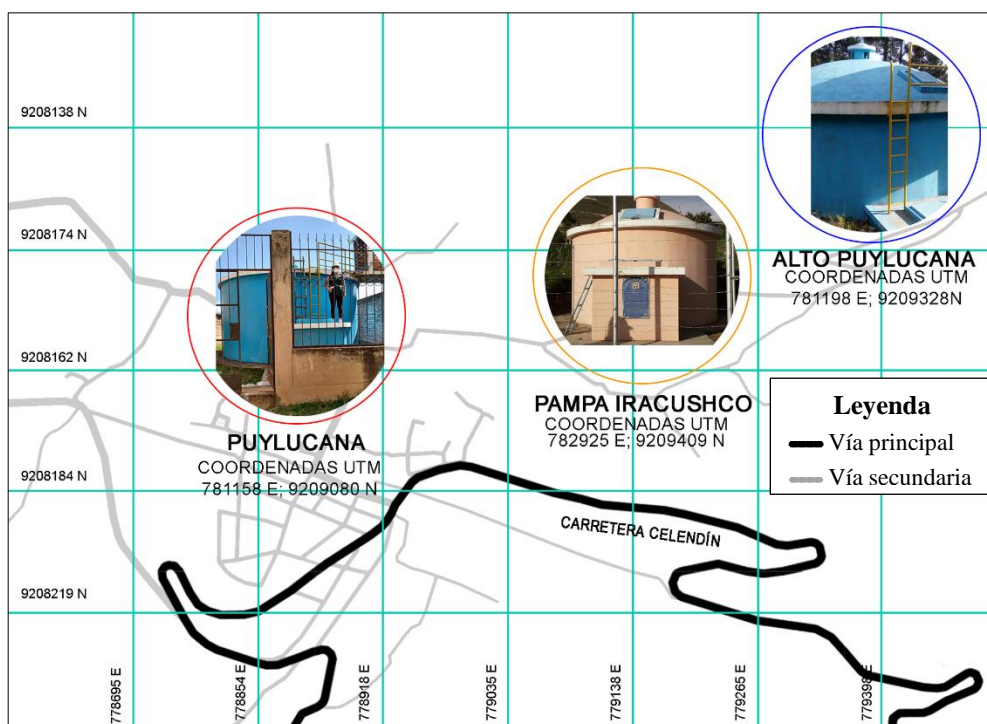 9208138 N
9208174 N
9208162 N
9208184 N
9208219 N
ALTO PUYLUCANA
COORDENADAS UTM
781198 E; 9209328N
PAMPA IRACUSHCO
COORDENADAS UTM
782925 E; 9209409 N
PUYLUCANA
COORDENADAS UTM
781158 E; 9209080 N
Leyenda
Vía principal
Vía secundaria
CARRETERA CELENDÍN
778695 E
778854 E
778918 E
779035 E
779138 E
779265 E
779398 E